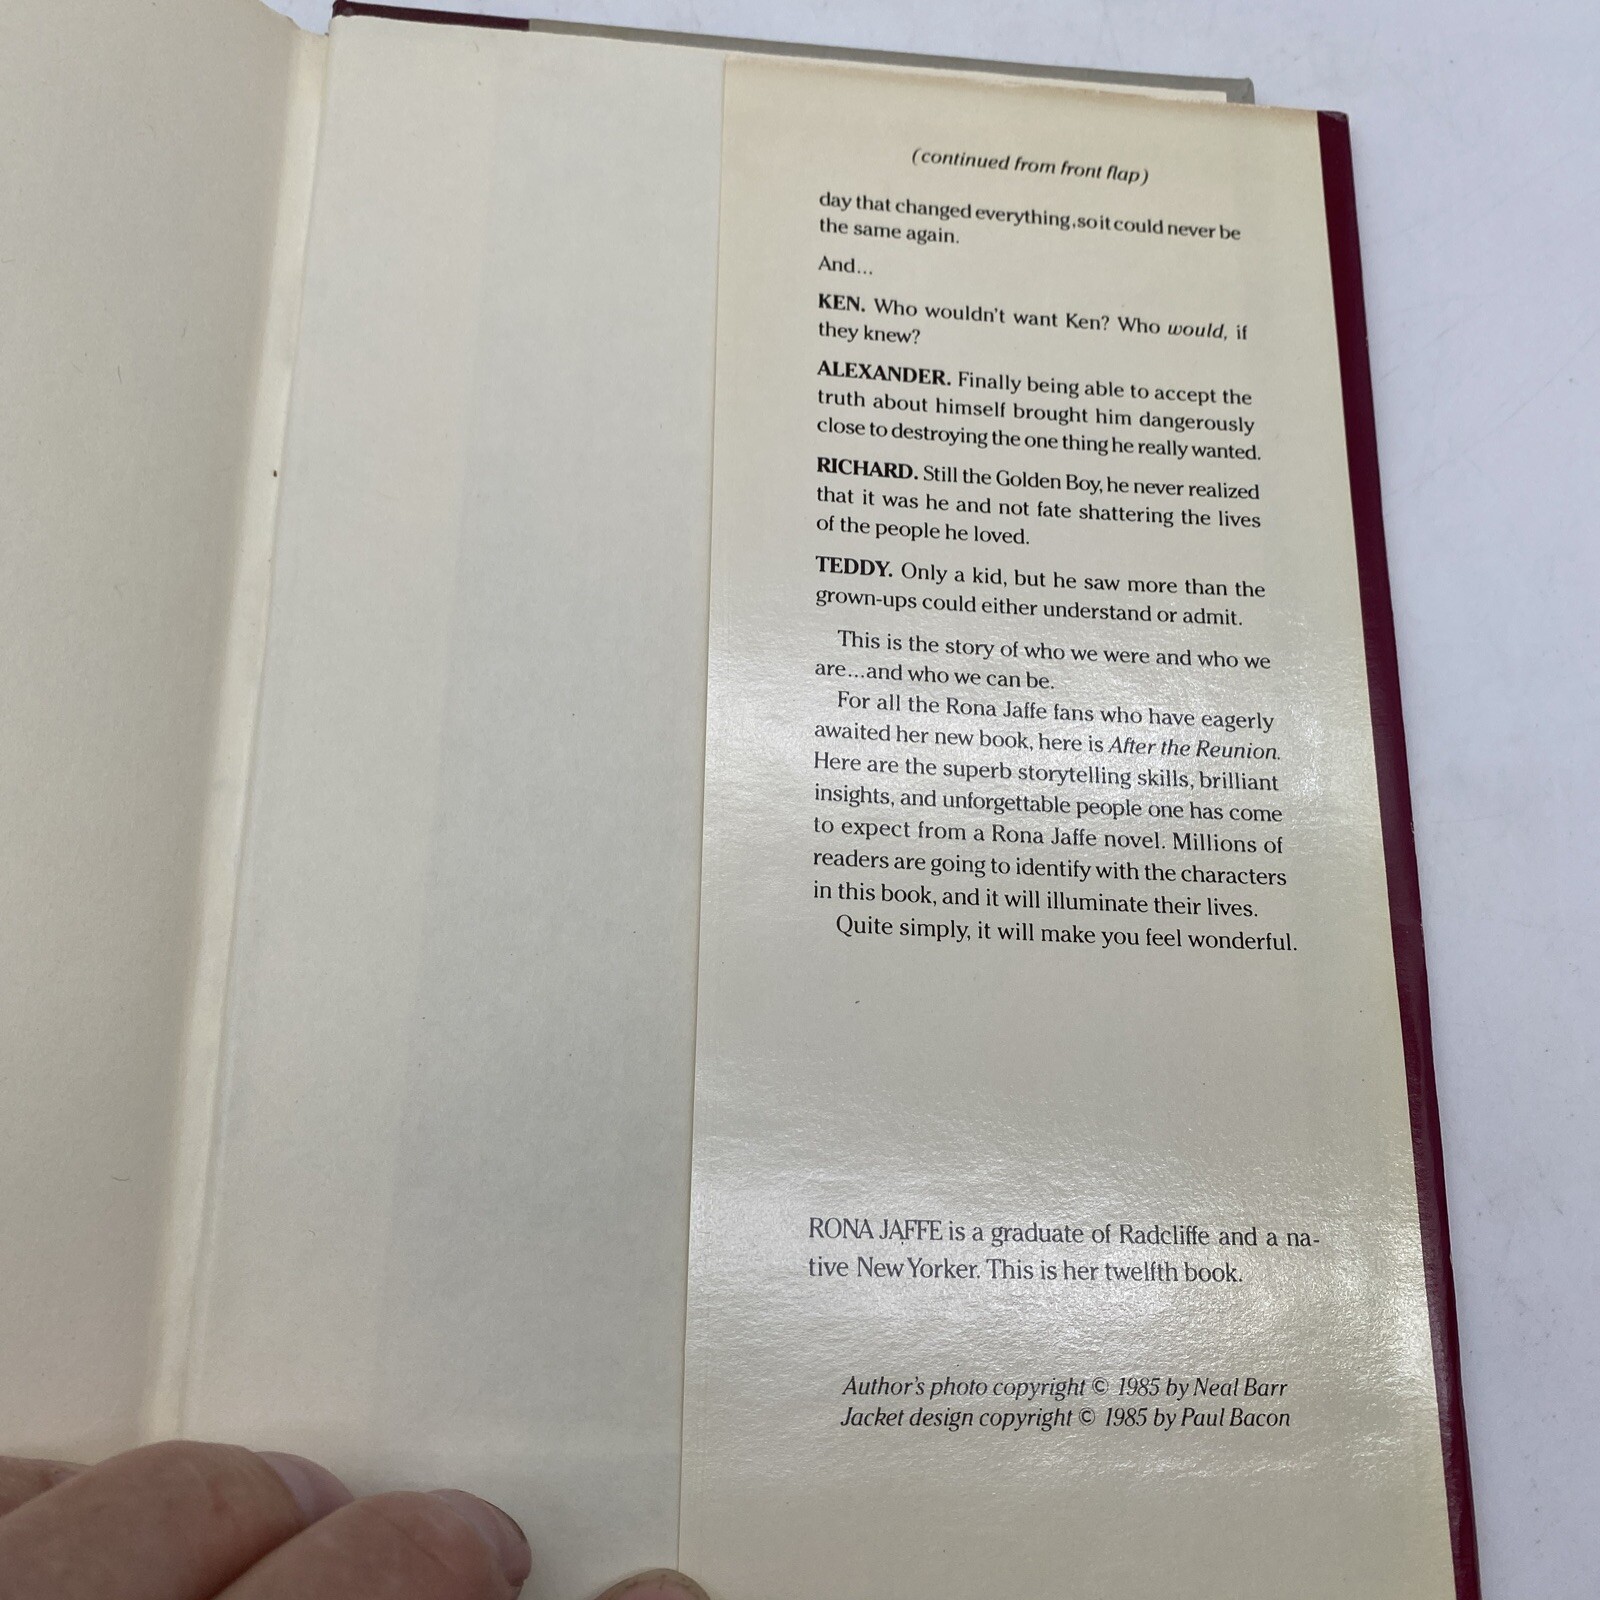 (continued from front flap)
day that changed everything, so it could never be
the same again.
And...
KEN. Who wouldn't want Ken? Who would, if
they knew?
ALEXANDER. Finally being able to accept the
truth about himself brought him dangerously
close to destroying the one thing he really wanted.
RICHARD. Still the Golden Boy, he never realized
that it was he and not fate shattering the lives
of the people he loved.
TEDDY. Only a kid, but he saw more than the
grown-ups could either understand or admit.
This is the story of who we were and who we
are...and who we can be.
For all the Rona Jaffe fans who have eagerly
awaited her new book, here is After the Reunion.
Here are the superb storytelling skills, brilliant
insights, and unforgettable people one has come
to expect from a Rona Jaffe novel. Millions of
readers are going to identify with the characters
in this book, and it will illuminate their lives.
Quite simply, it will make you feel wonderful.
RONA JAFFE is a graduate of Radcliffe and a na-
tive New Yorker. This is her twelfth book.
Author's photo copyright © 1985 by Neal Barr
Jacket design copyright © 1985 by Paul Bacon